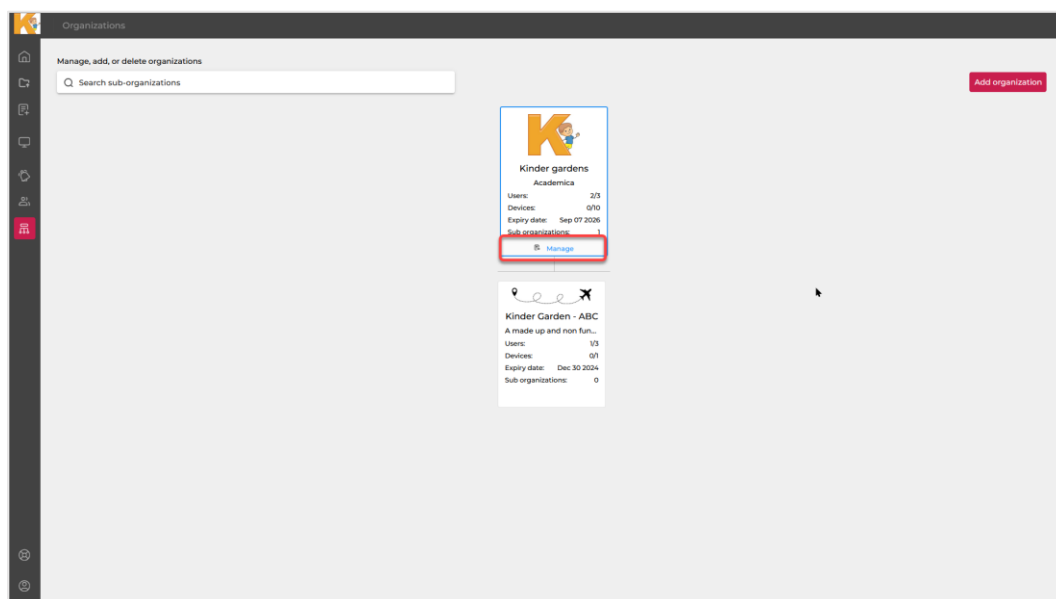 Organizations
Manage, add, or delete organizations
Search sub-organizations
Add organization
K
Kinder gardens
Academica
Users: 2/3
Devices: 0/10
Expiry date: Sep 07 2026
Sub organizations: 1
Manage
Kinder Garden - ABC
A made up and non fun...
Users: 1/3
Devices: 0/1
Expiry date: Dec 30 2024
Sub organizations: 0